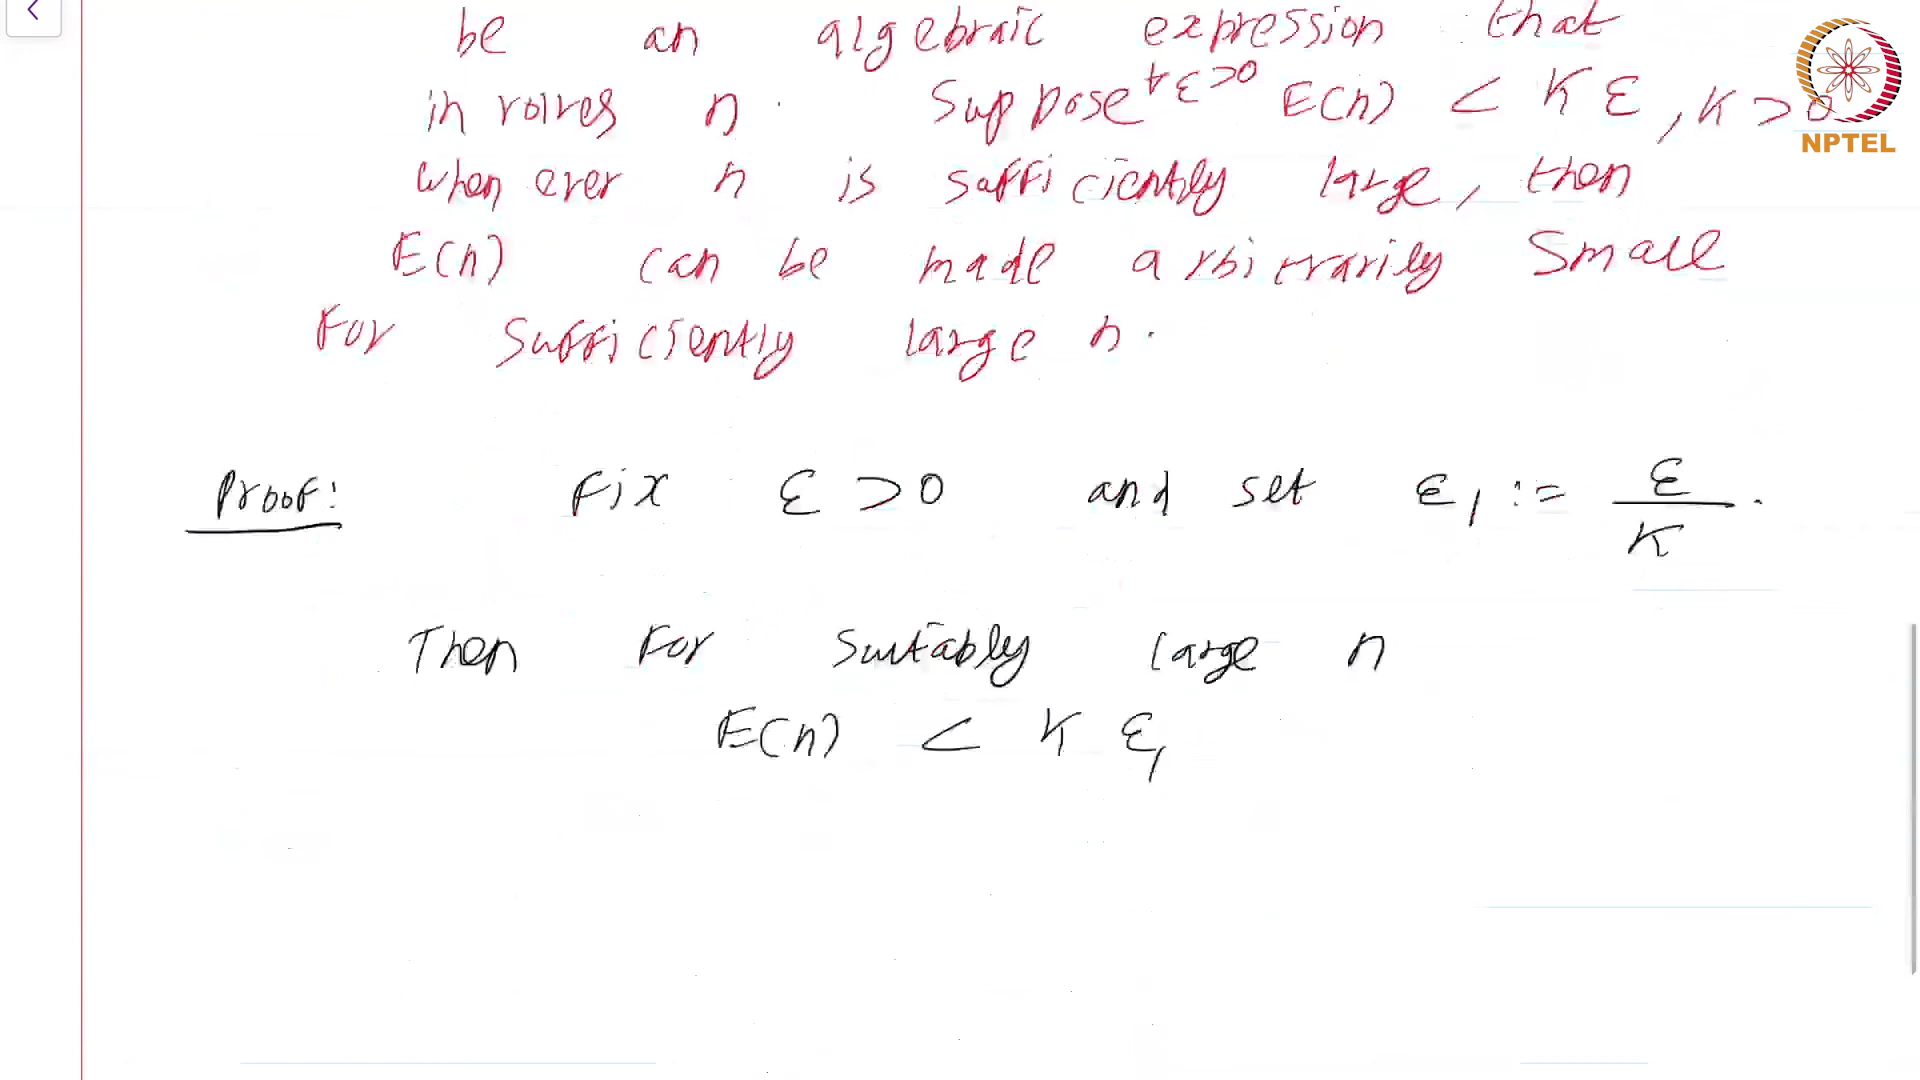 be an algebraic expression that
involves n. Suppose ∀ ε>0 E(n) < K ε, K > 0
whenever n is sufficiently large, then
E(n) can be made arbitrarily small
for sufficiently large n.
Proof: Fix ε > 0 and set ε₁ := ε/K.
Then for suitably large n
E(n) < K ε₁
NPTEL